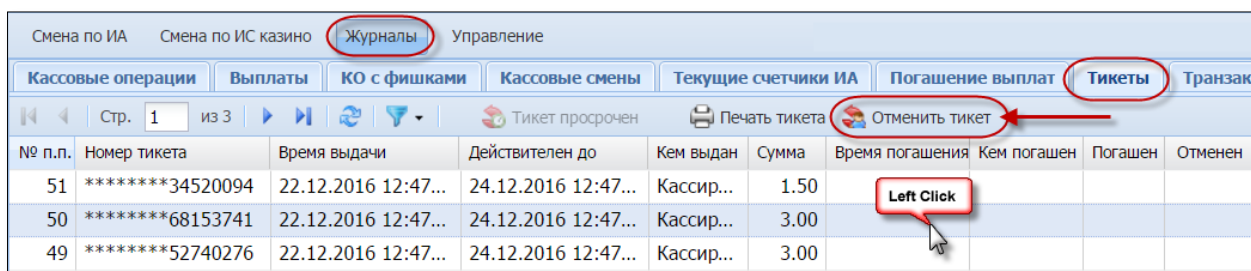 Смена по ИА Смена по ИС казино Журналы Управление
Кассовые операции Выплаты КО с фишками Кассовые смены Текущие счетчики ИА Погашение выплат Тикеты Транзак
Стр. 1 из 3 Тикет просрочен Печать тикета Отменить тикет
№ п.п. Номер тикета Время выдачи Действителен до Кем выдан Сумма Время погашения Кем погашен Погашен Отменен
51 ********34520094 22.12.2016 12:47... 24.12.2016 12:47... Кассир... 1.50
Left Click
50 ********68153741 22.12.2016 12:47... 24.12.2016 12:47... Кассир... 3.00
49 ********52740276 22.12.2016 12:47... 24.12.2016 12:47... Кассир... 3.00